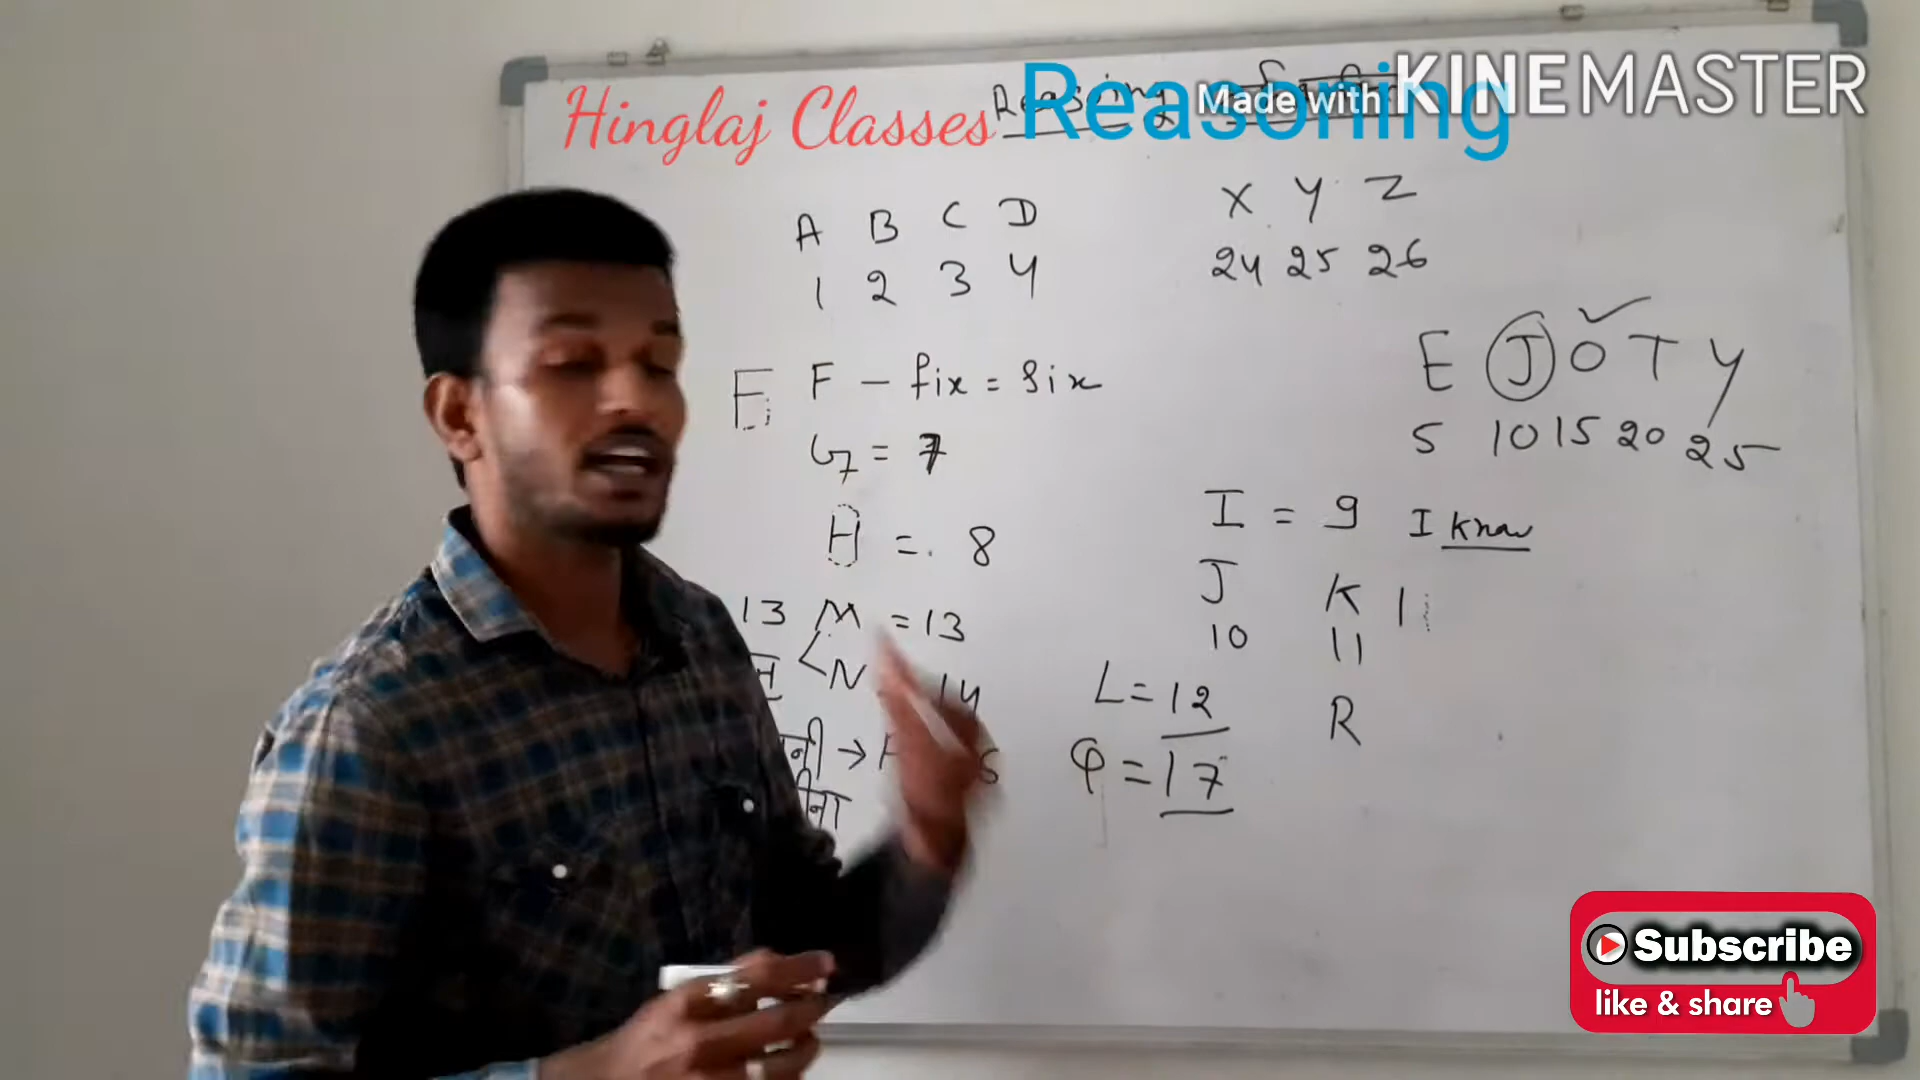 Hinglaj Classes Reasoning
Made with KINEMASTER
Reasoning
A B C D
1 2 3 4
X Y Z
24 25 26
E J O T Y
5 10 15 20 25
F - fix = Six
G = 7
H = 8
13 M = 13
N 14
I = 9 I know
J K
10 11
L = 12
R
Q = 17
Subscribe
like & share